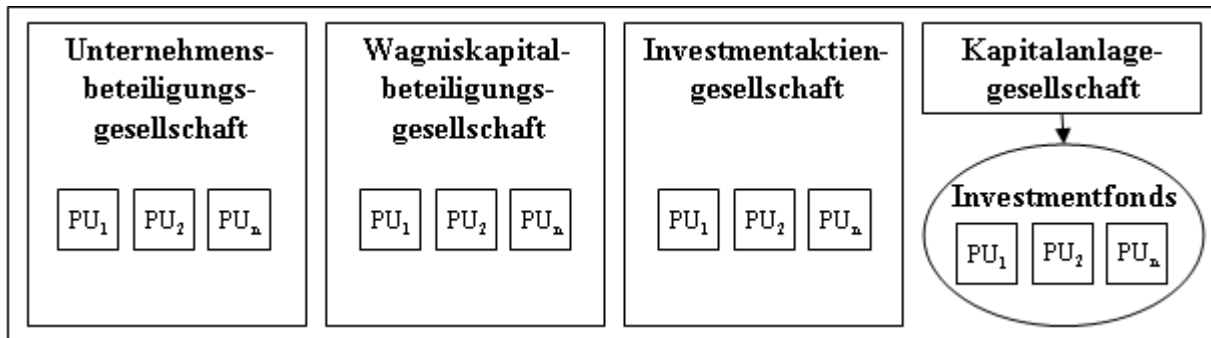 Unternehmens-
beteiligungs-
gesellschaft
PU₁ PU₂ PUₙ
Wagniskapital-
beteiligungs-
gesellschaft
PU₁ PU₂ PUₙ
Investmentaktien-
gesellschaft
PU₁ PU₂ PUₙ
Kapitalanlage-
gesellschaft
Investmentfonds
PU₁ PU₂ PUₙ